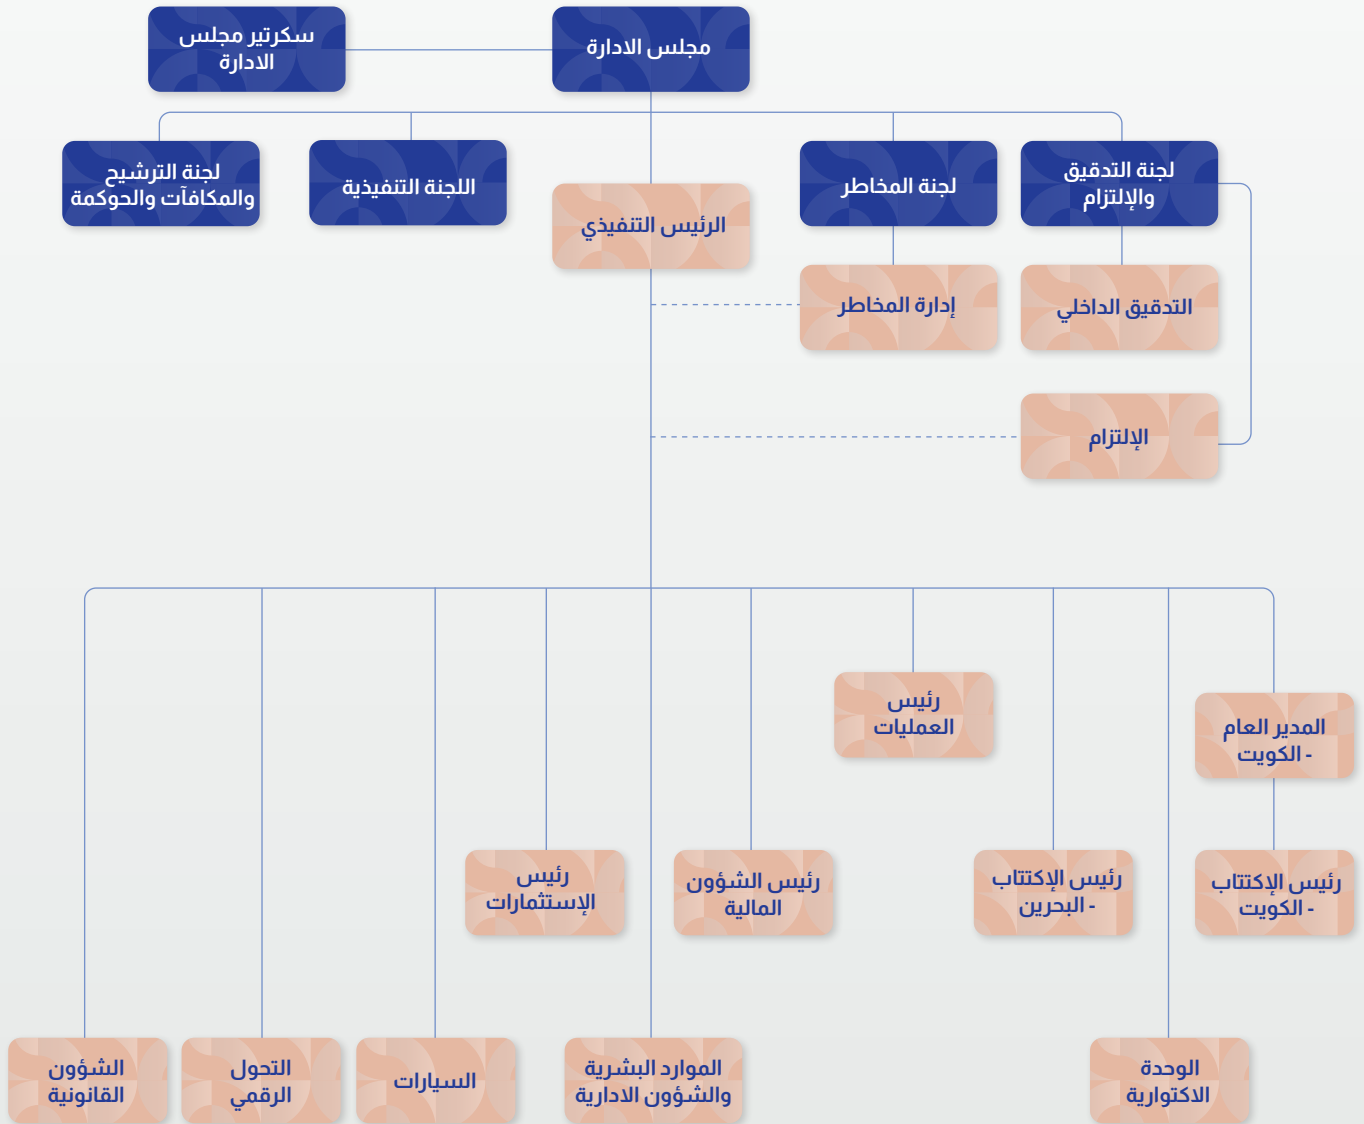 مجلس الادارة
سكرتير مجلس
الادارة
لجنة التدقيق
والإلتزام
لجنة المخاطر
اللجنة التنفيذية
لجنة الترشيح
والمكافآت والحوكمة
الرئيس التنفيذي
التدقيق الداخلي
إدارة المخاطر
الإلتزام
المدير العام
- الكويت
رئيس
العمليات
رئيس الإكتتاب
- الكويت
رئيس الإكتتاب
- البحرين
رئيس الشؤون
المالية
رئيس
الإستثمارات
الوحدة
الاكتوارية
الموارد البشرية
والشؤون الادارية
السيارات
التحول
الرقمي
الشؤون
القانونية